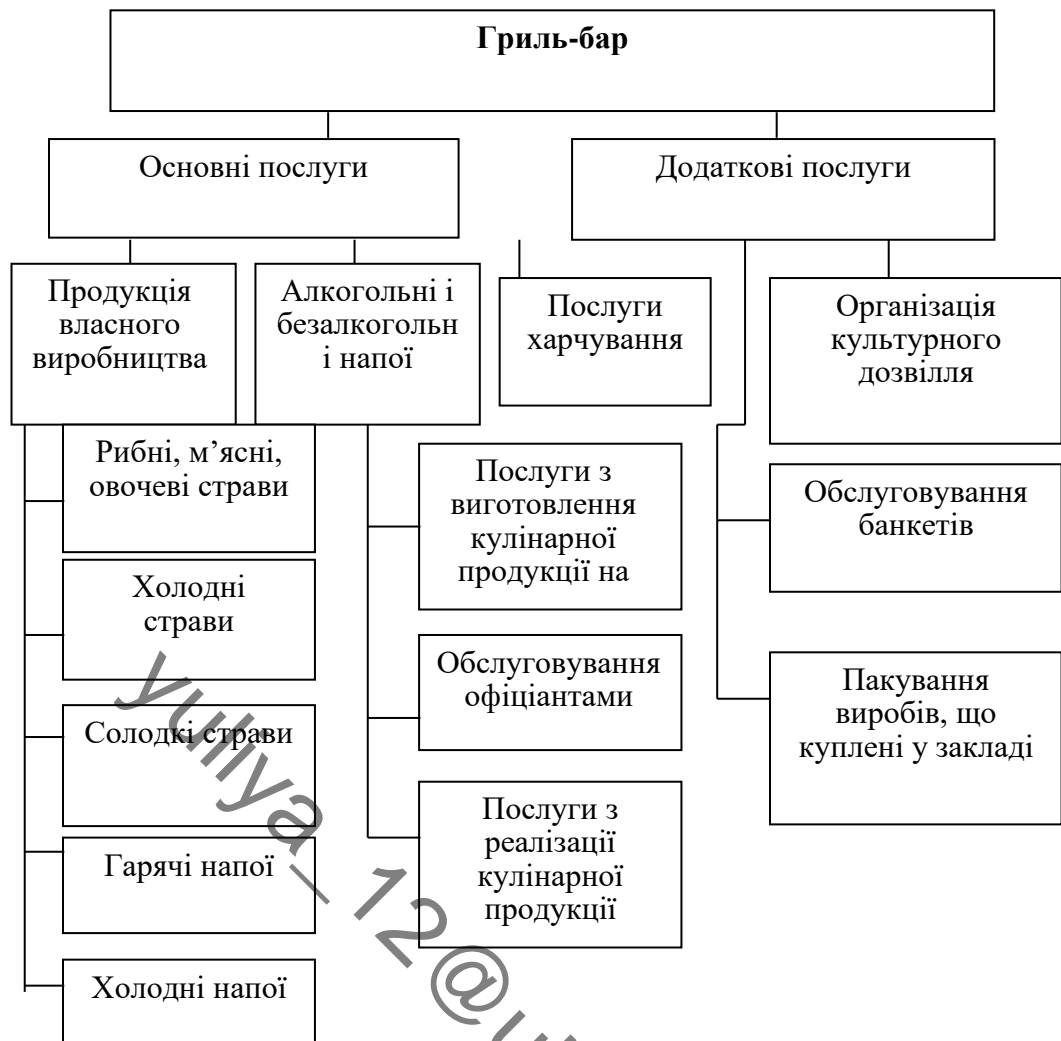 Гриль-бар
Основні послуги
Додаткові послуги
Продукція
власного
виробництва
Алкогольні і
безалкогольн
і напої
Послуги
харчування
Організація
культурного
дозвілля
Рибні, м’ясні,
овочеві страви
Холодні
страви
Солодкі страви
Гарячі напої
Холодні напої
Послуги з
виготовлення
кулінарної
продукції на
Обслуговування
офіціантами
Послуги з
реалізації
кулінарної
продукції
Обслуговування
банкетів
Пакування
виробів, що
куплені у закладі
yuliya_12@u